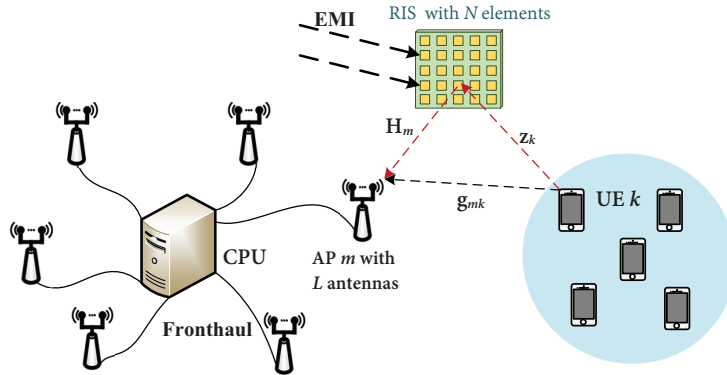 EMI
RIS with N elements
H_m
z_k
g_mk
UE k
CPU
AP m with
L antennas
Fronthaul